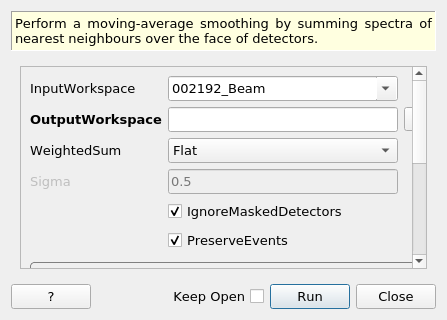 Perform a moving-average smoothing by summing spectra of
nearest neighbours over the face of detectors.
InputWorkspace 002192_Beam
OutputWorkspace
WeightedSum Flat
Sigma 0.5
IgnoreMaskedDetectors
PreserveEvents
? Keep Open Run Close